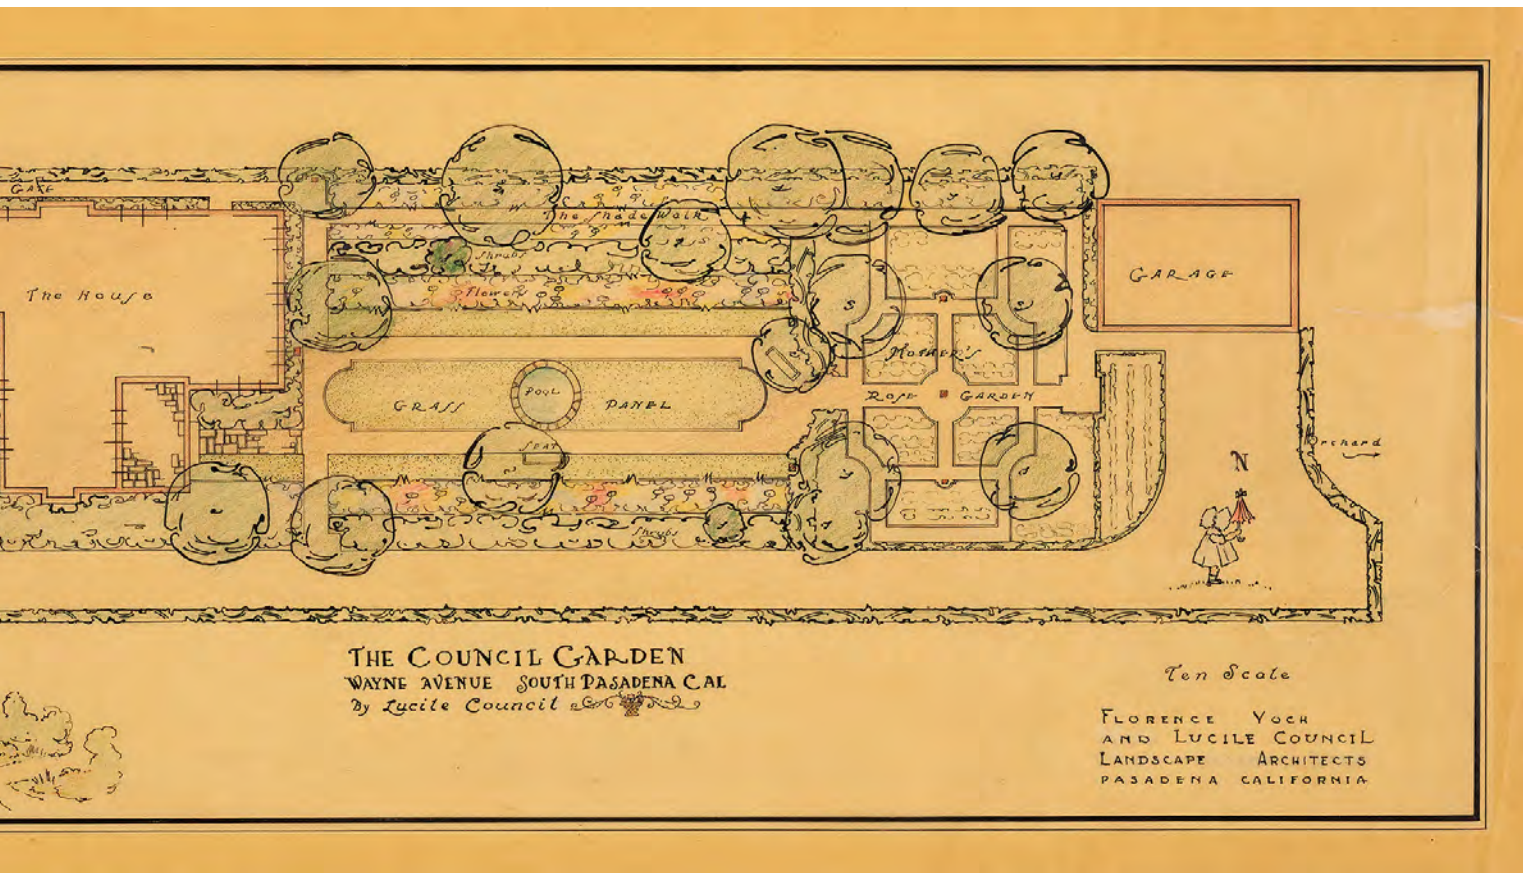 GATE
The Shade Walk
Shrubs
The House
Flowers
GARAGE
MOTHER'S
POOL
GRASS PANEL
ROSE GARDEN
SEAT
Orchard
N
Shrubs
THE COUNCIL GARDEN
WAYNE AVENUE SOUTH PASADENA CAL
By Lucile Council
Ten Scale
FLORENCE YOCH
AND LUCILE COUNCIL
LANDSCAPE ARCHITECTS
PASADENA CALIFORNIA